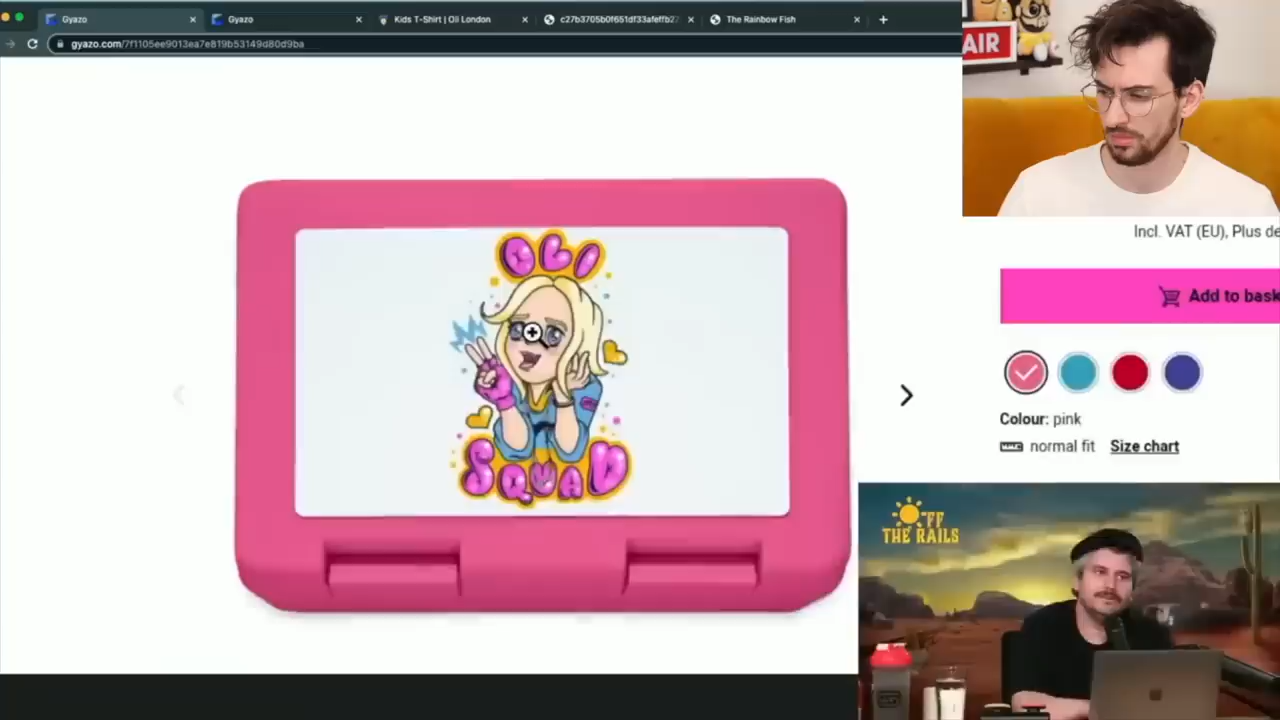 Gyazo
Gyazo
Kids T-Shirt | Oli London
c27b3705b0f651df33afeffb27
The Rainbow Fish
gyazo.com/7f1105ee9013ea7e819b53149d80d9ba
AIR
OLI
SQUAD
Incl. VAT (EU), Plus de
Add to bask
Colour: pink
normal fit Size chart
OFF
THE RAILS